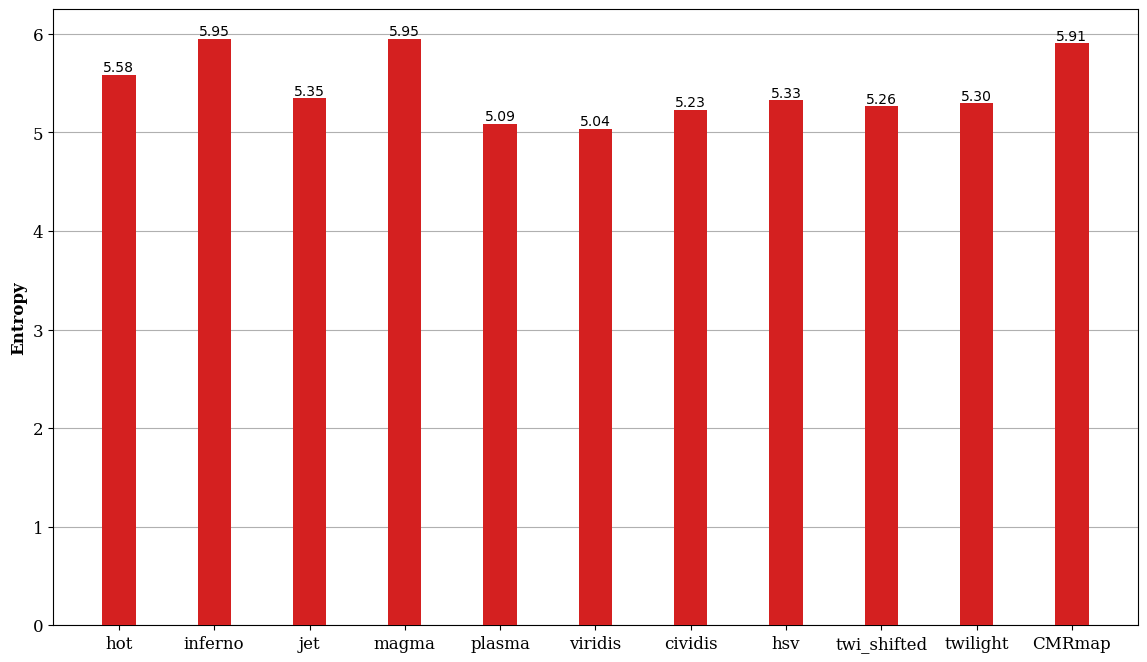 Entropy
6
5
4
3
2
1
0
5.58
5.95
5.35
5.95
5.09
5.04
5.23
5.33
5.26
5.30
5.91
hot
inferno
jet
magma
plasma
viridis
cividis
hsv
twi_shifted
twilight
CMRmap